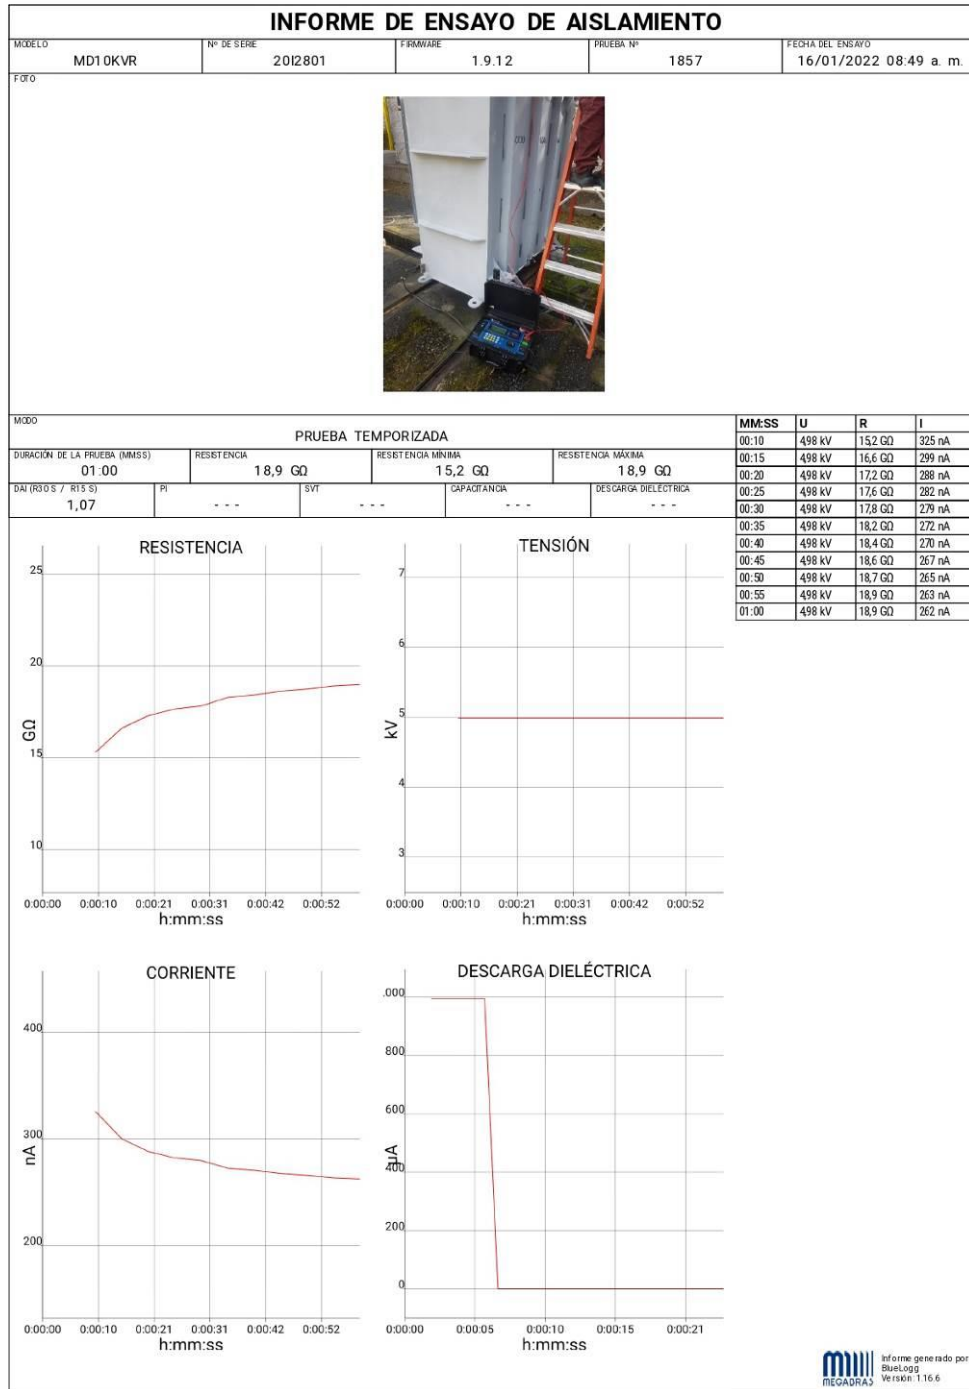 INFORME DE ENSAYO DE AISLAMIENTO
MODELO
MD10KVR
Nº DE SERIE
20I2801
FIRMWARE
1.9.12
PRUEBA Nº
1857
FECHA DEL ENSAYO
16/01/2022 08:49 a. m.
FOTO
MODO
PRUEBA TEMPORIZADA
DURACIÓN DE LA PRUEBA (MM:SS)
01:00
RESISTENCIA
18,9 GΩ
RESISTENCIA MÍNIMA
15,2 GΩ
RESISTENCIA MÁXIMA
18,9 GΩ
DAI (R30 S / R15 S)
1,07
PI
- - -
SVT
- - -
CAPACITANCIA
- - -
DESCARGA DIELÉCTRICA
- - -
MM:SS U R I
00:10 4,98 kV 15,2 GΩ 325 nA
00:15 4,98 kV 16,6 GΩ 299 nA
00:20 4,98 kV 17,2 GΩ 288 nA
00:25 4,98 kV 17,6 GΩ 282 nA
00:30 4,98 kV 17,8 GΩ 279 nA
00:35 4,98 kV 18,2 GΩ 272 nA
00:40 4,98 kV 18,4 GΩ 270 nA
00:45 4,98 kV 18,6 GΩ 267 nA
00:50 4,98 kV 18,7 GΩ 265 nA
00:55 4,98 kV 18,9 GΩ 263 nA
01:00 4,98 kV 18,9 GΩ 262 nA
RESISTENCIA
25
20
GΩ
15
10
0:00:00 0:00:10 0:00:21 0:00:31 0:00:42 0:00:52
h:mm:ss
TENSIÓN
7
6
5
kV
4
3
0:00:00 0:00:10 0:00:21 0:00:31 0:00:42 0:00:52
h:mm:ss
CORRIENTE
400
300
nA
200
0:00:00 0:00:10 0:00:21 0:00:31 0:00:42 0:00:52
h:mm:ss
DESCARGA DIELÉCTRICA
.000
800
600
µA
400
200
0
0:00:00 0:00:05 0:00:10 0:00:15 0:00:21
h:mm:ss
MEGABRAS
Informe generado por
BlueLogg
Versión: 1.16.6